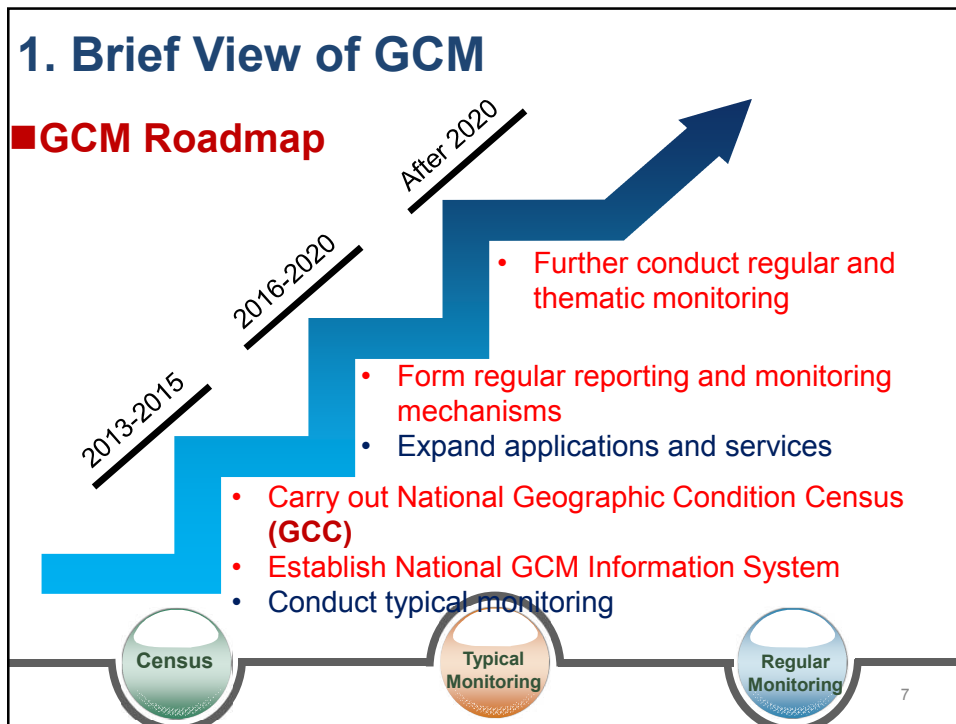 1. Brief View of GCM
■GCM Roadmap
After 2020
2016-2020
2013-2015
• Further conduct regular and
thematic monitoring
• Form regular reporting and monitoring
mechanisms
• Expand applications and services
• Carry out National Geographic Condition Census
(GCC)
• Establish National GCM Information System
• Conduct typical monitoring
Census
Typical
Monitoring
Regular
Monitoring
7